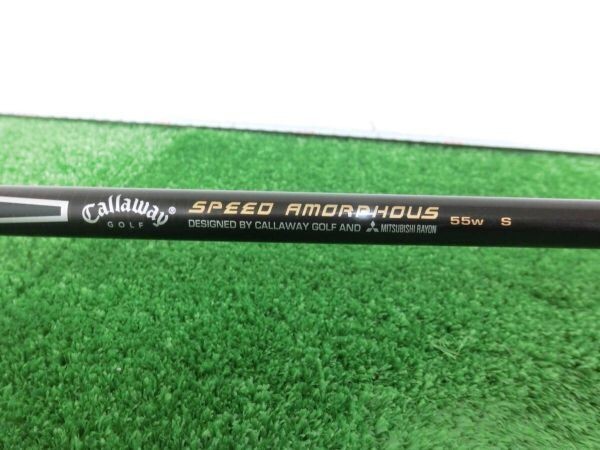 Callaway® SPEED AMORPHOUS 55w S
GOLF DESIGNED BY CALLAWAY GOLF AND MITSUBISHI RAYON